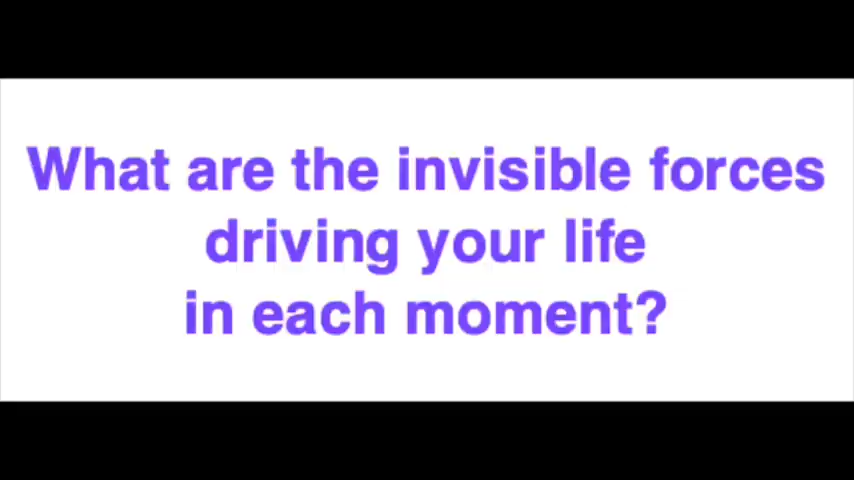 What are the invisible forces
driving your life
in each moment?